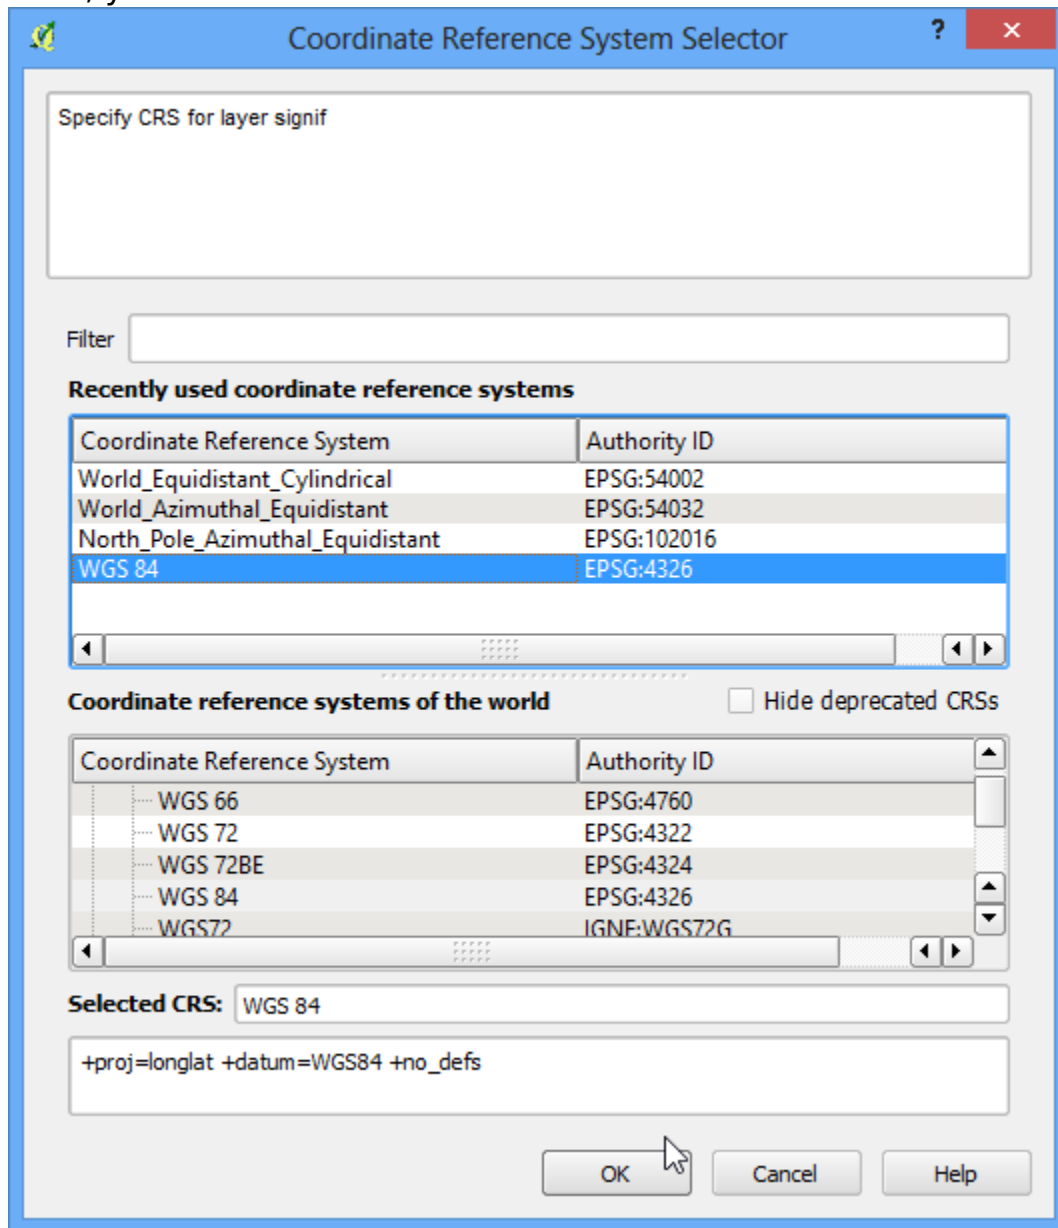 Coordinate Reference System Selector ? ×
Specify CRS for layer signif
Filter
Recently used coordinate reference systems
Coordinate Reference System Authority ID
World_Equidistant_Cylindrical EPSG:54002
World_Azimuthal_Equidistant EPSG:54032
North_Pole_Azimuthal_Equidistant EPSG:102016
WGS 84 EPSG:4326
Coordinate reference systems of the world Hide deprecated CRSs
Coordinate Reference System Authority ID
WGS 66 EPSG:4760
WGS 72 EPSG:4322
WGS 72BE EPSG:4324
WGS 84 EPSG:4326
WGS72 IGNF:WGS72G
Selected CRS: WGS 84
+proj=longlat +datum=WGS84 +no_defs
OK Cancel Help